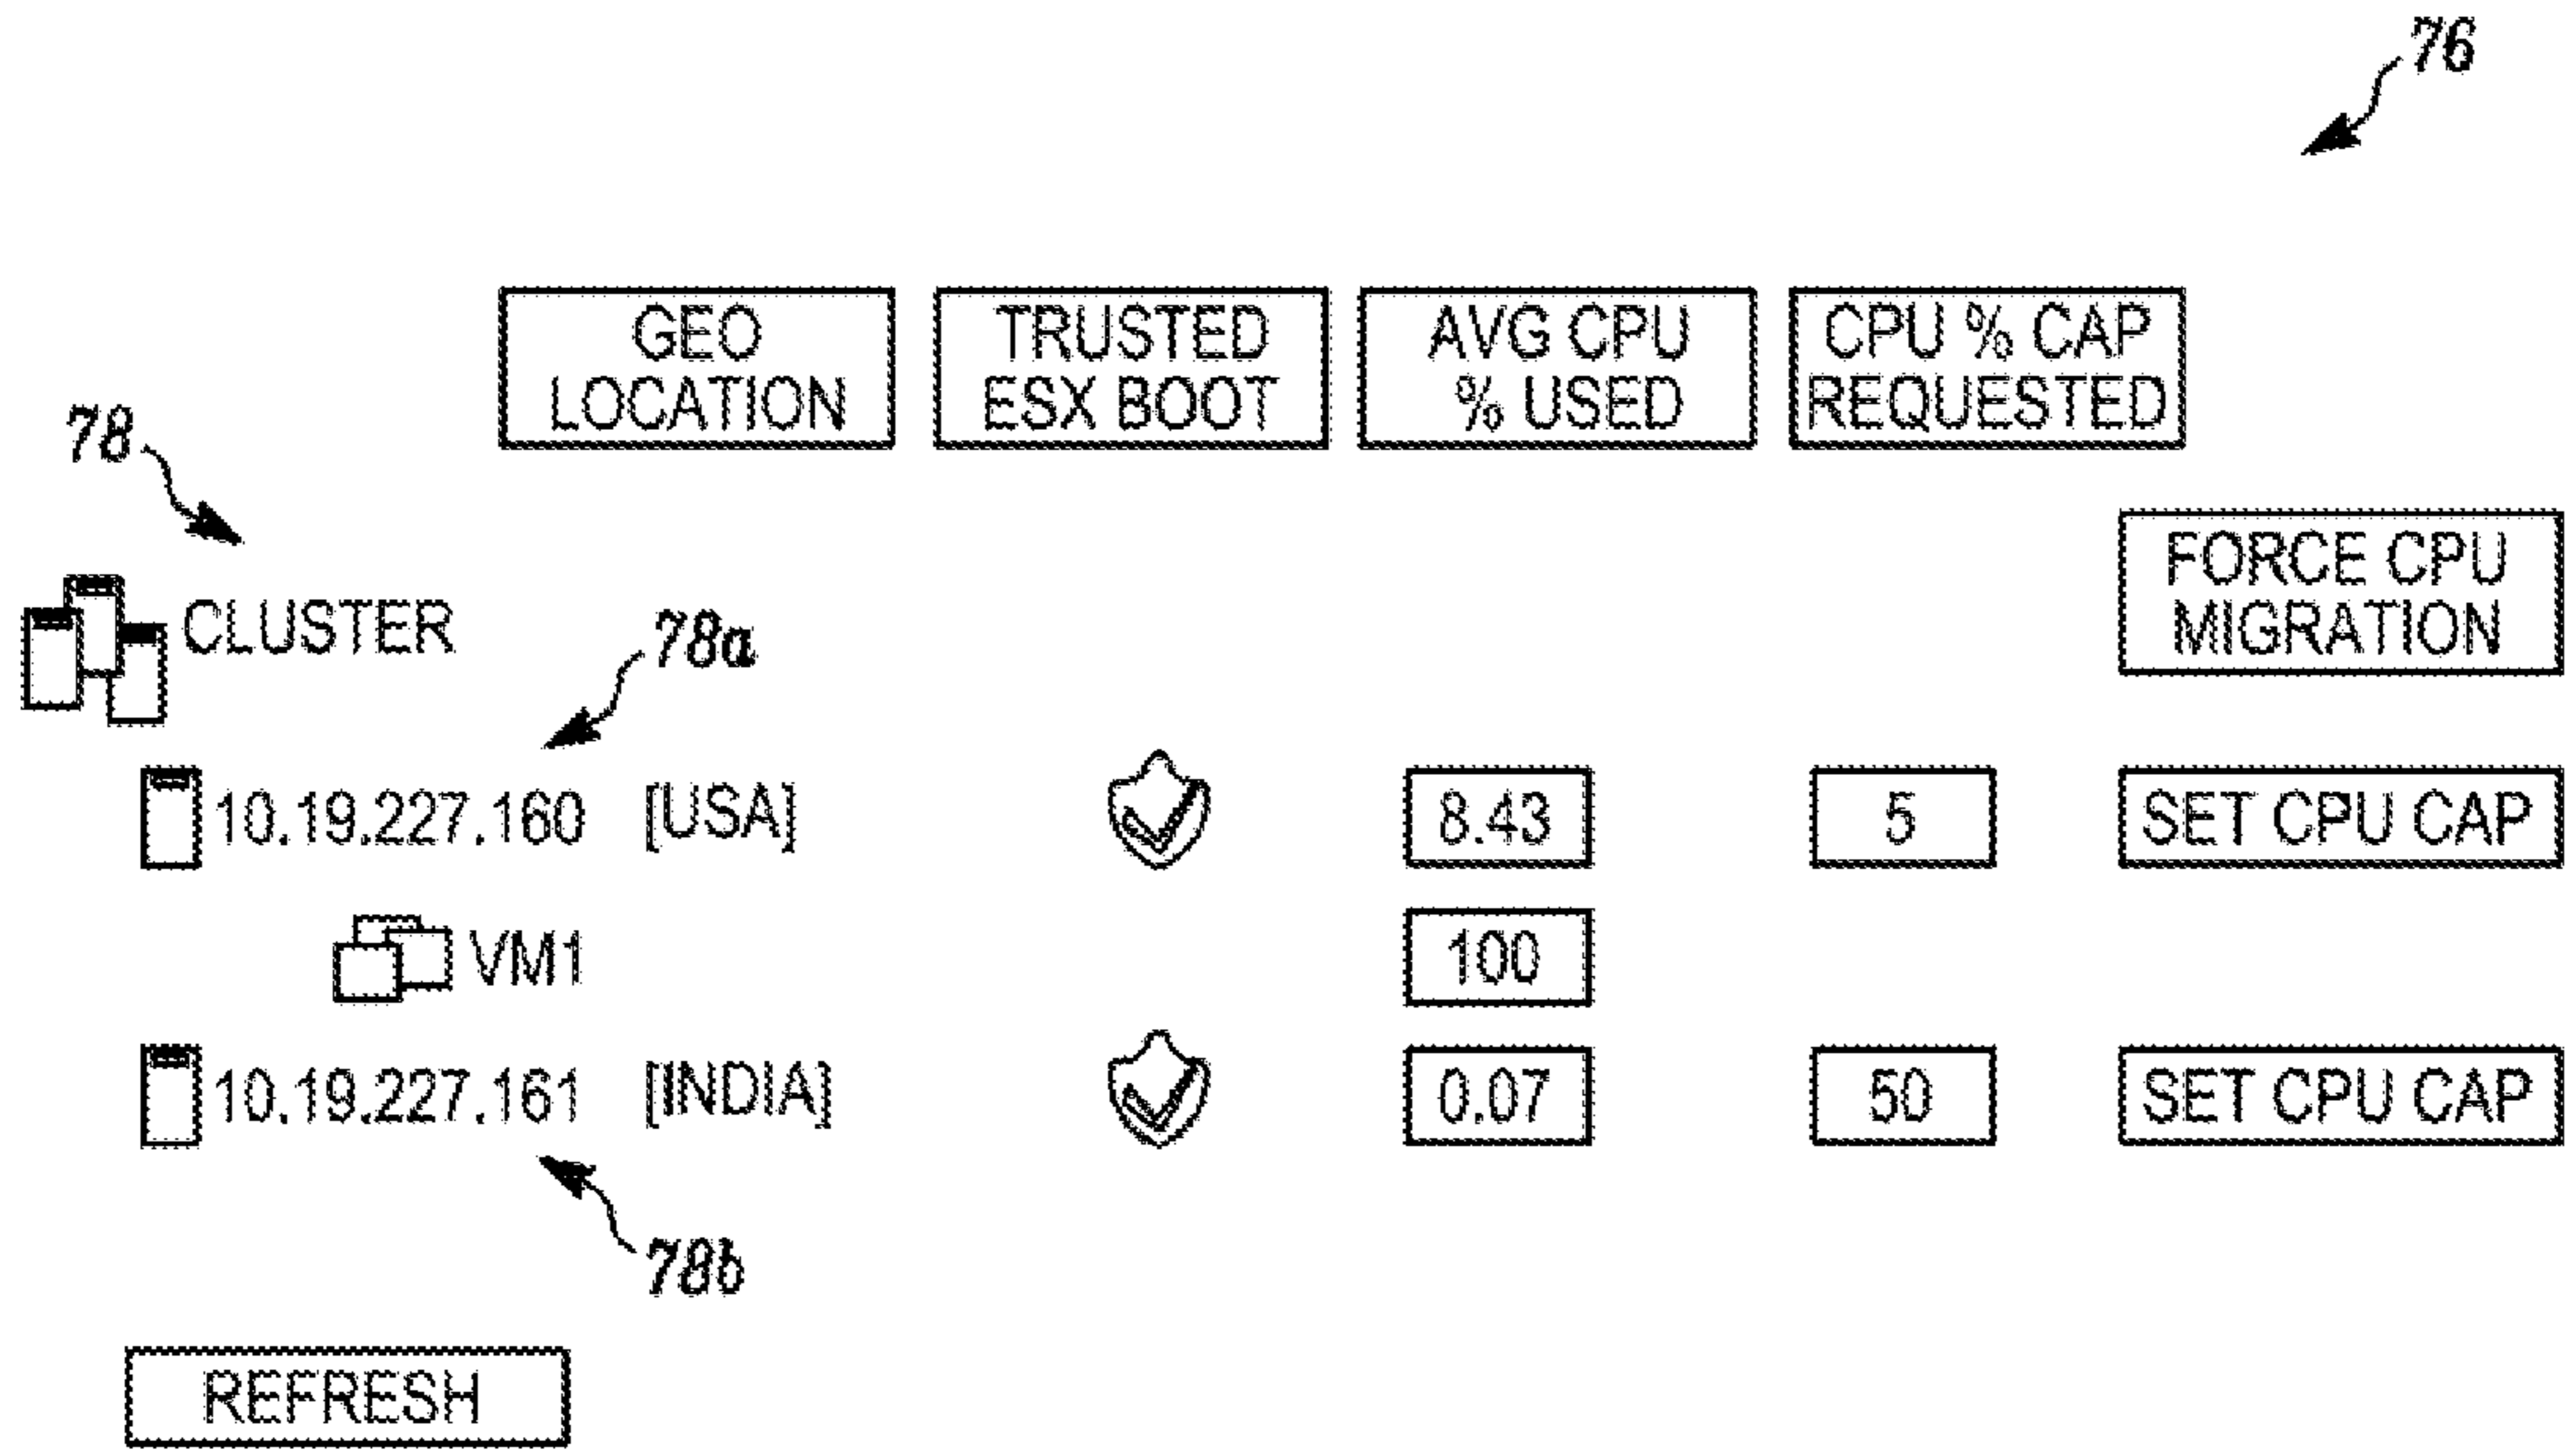 76
GEO
LOCATION
TRUSTED
ESX BOOT
AVG CPU
% USED
CPU % CAP
REQUESTED
78
FORCE CPU
MIGRATION
CLUSTER
78a
10.19.227.160 [USA] 8.43 5 SET CPU CAP
VM1 100
10.19.227.161 [INDIA] 0.07 50 SET CPU CAP
78b
REFRESH